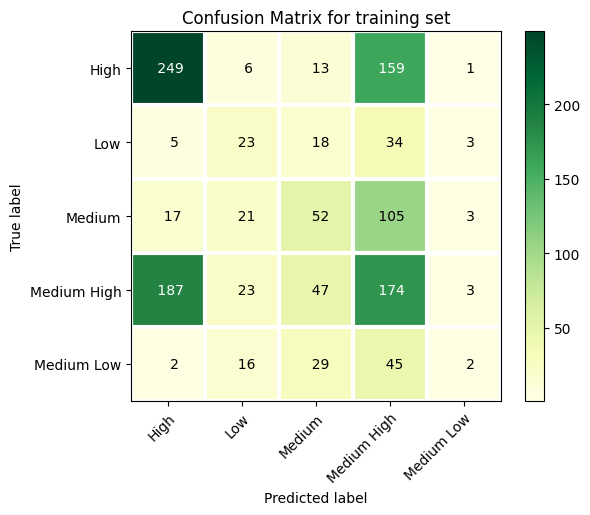 Confusion Matrix for training set
High 249 6 13 159 1
Low 5 23 18 34 3
Medium 17 21 52 105 3
Medium High 187 23 47 174 3
Medium Low 2 16 29 45 2
True label
High Low Medium Medium High Medium Low
Predicted label
200
150
100
50